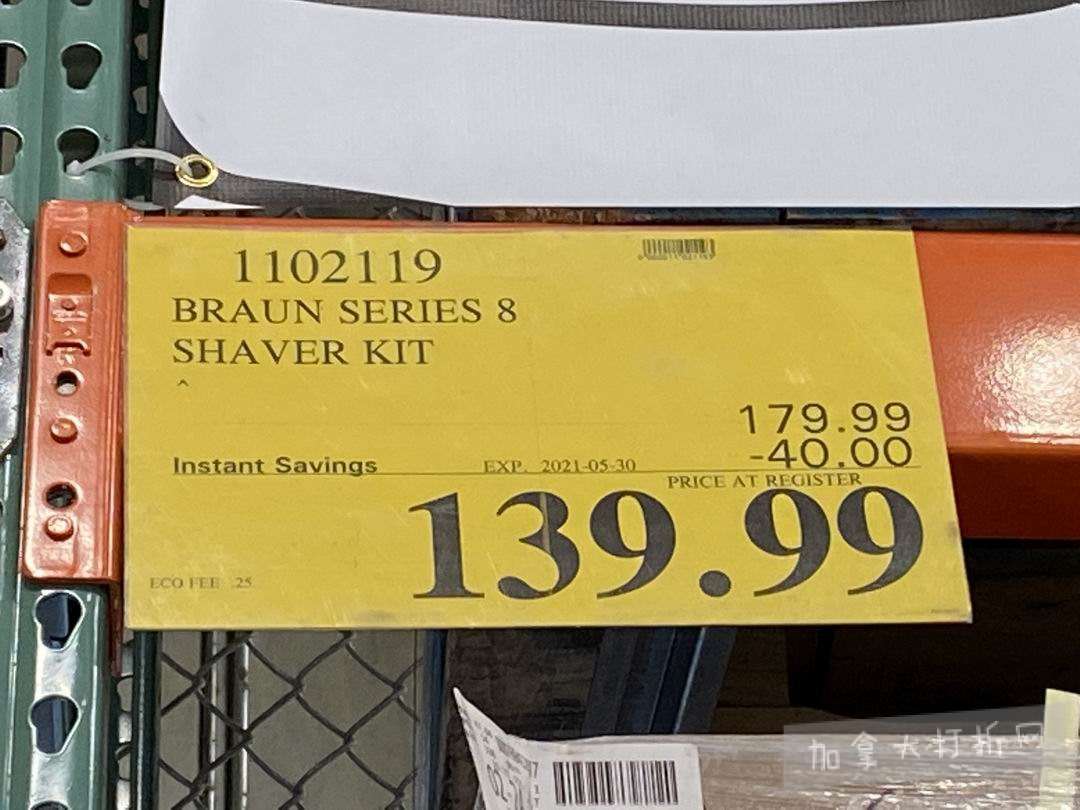 1102119
BRAUN SERIES 8
SHAVER KIT
^
179.99
-40.00
Instant Savings EXP. 2021-05-30
PRICE AT REGISTER
139.99
ECO FEE .25
加拿大打折网